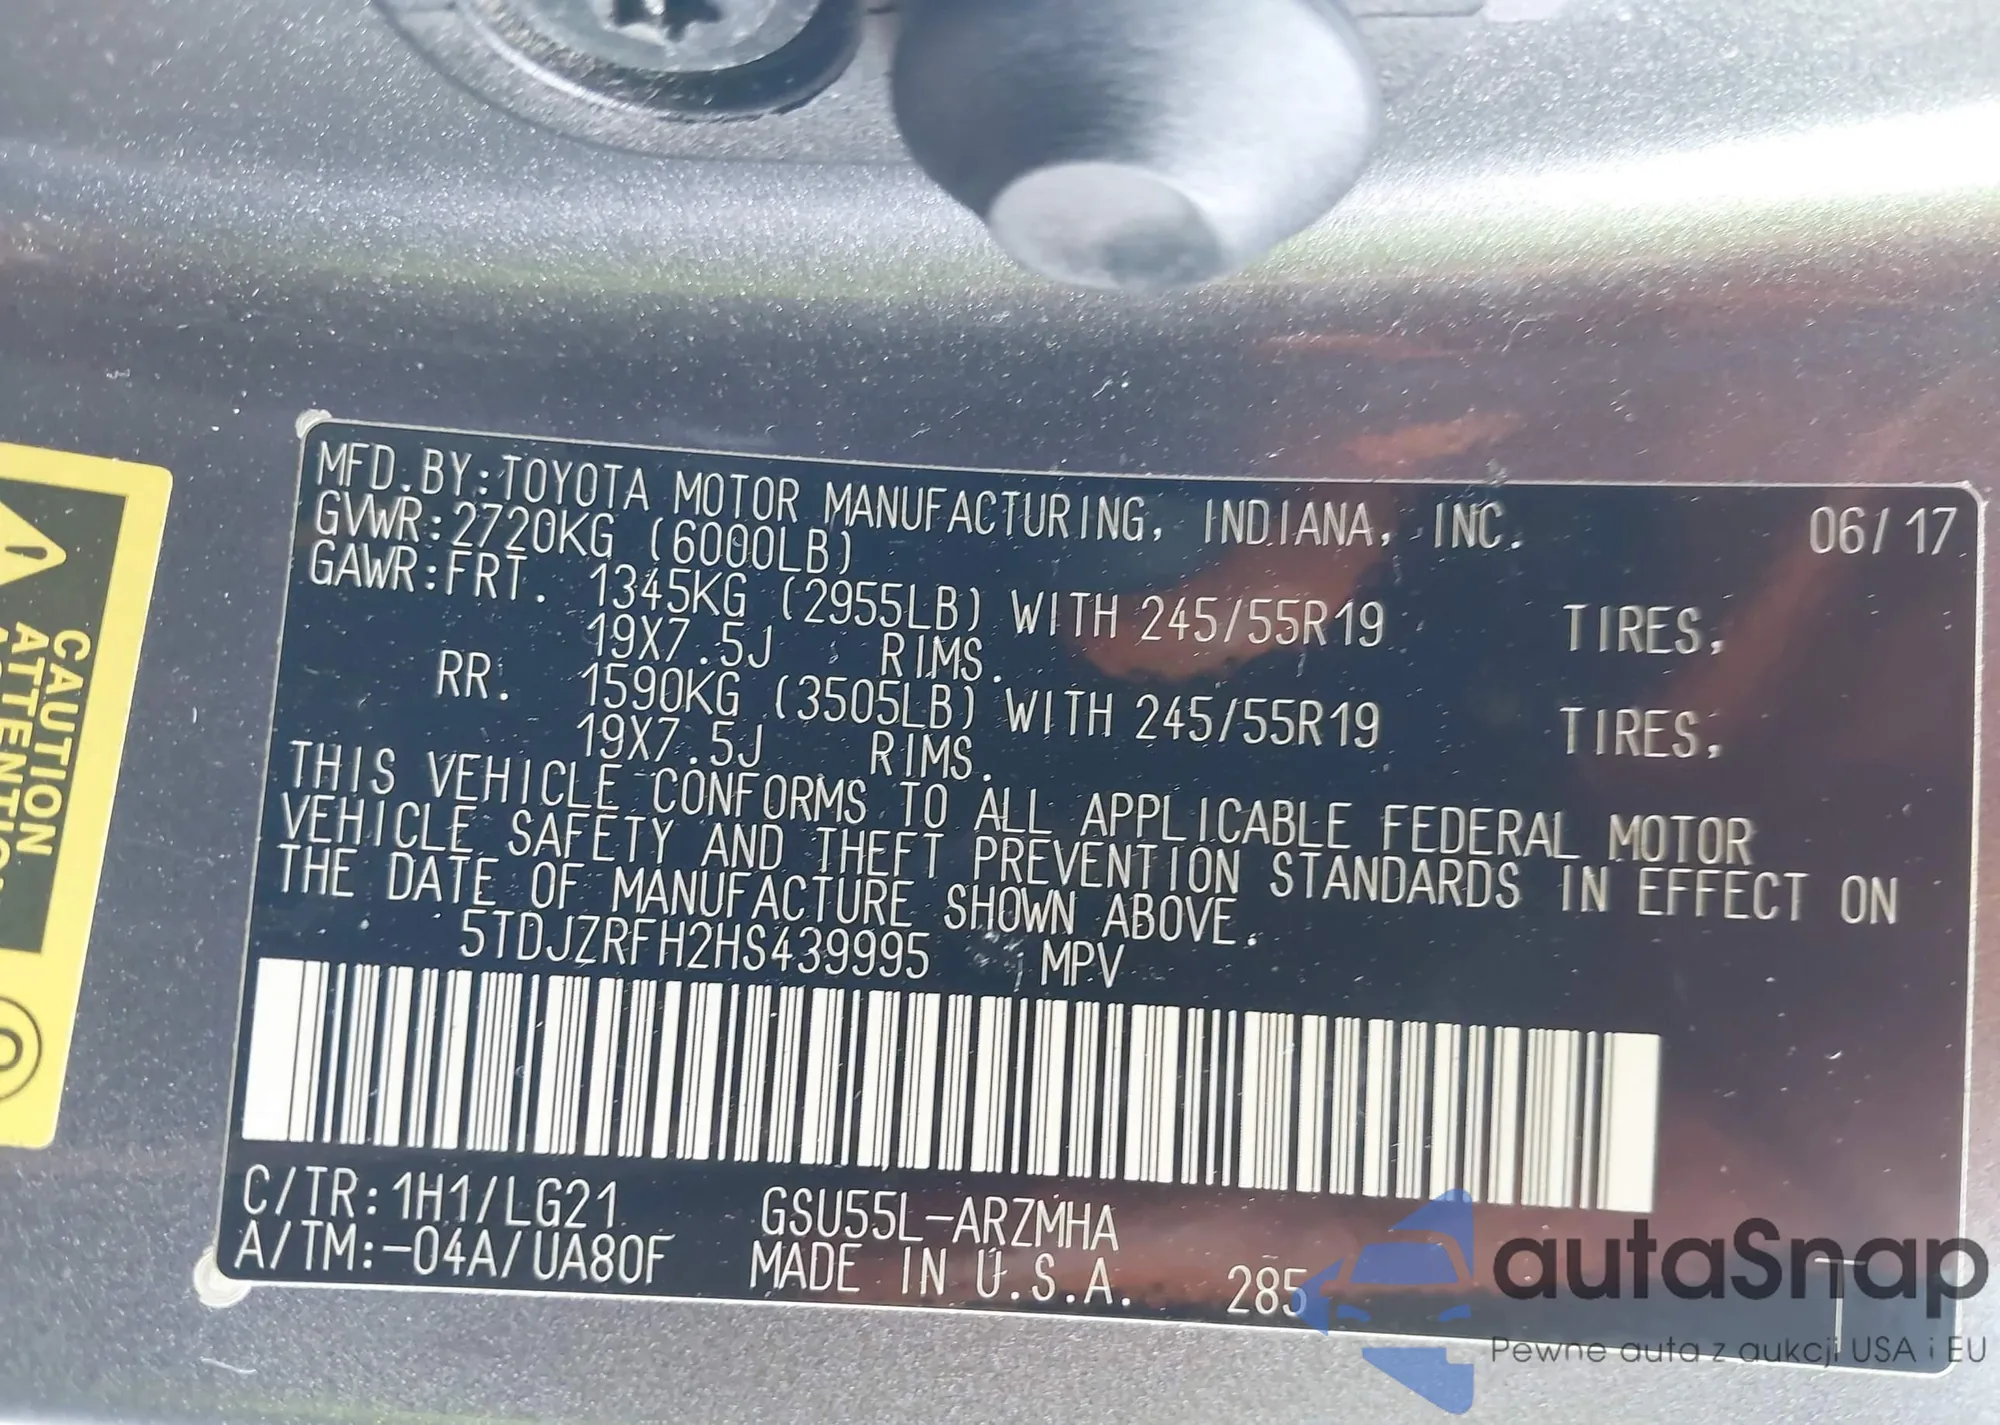 MFD.BY:TOYOTA MOTOR MANUFACTURING, INDIANA, INC. 06/17
GVWR:2720KG (6000LB)
GAWR:FRT. 1345KG (2955LB) WITH 245/55R19 TIRES,
19X7.5J RIMS.
RR. 1590KG (3505LB) WITH 245/55R19 TIRES,
19X7.5J RIMS.
THIS VEHICLE CONFORMS TO ALL APPLICABLE FEDERAL MOTOR
VEHICLE SAFETY AND THEFT PREVENTION STANDARDS IN EFFECT ON
THE DATE OF MANUFACTURE SHOWN ABOVE.
5TDJZRFH2HS439995 MPV
C/TR:1H1/LG21 GSU55L-ARZMHA
A/TM:-04A/UA80F MADE IN U.S.A. 285
CAUTION
autaSnap
Pewne auta z aukcji USA i EU